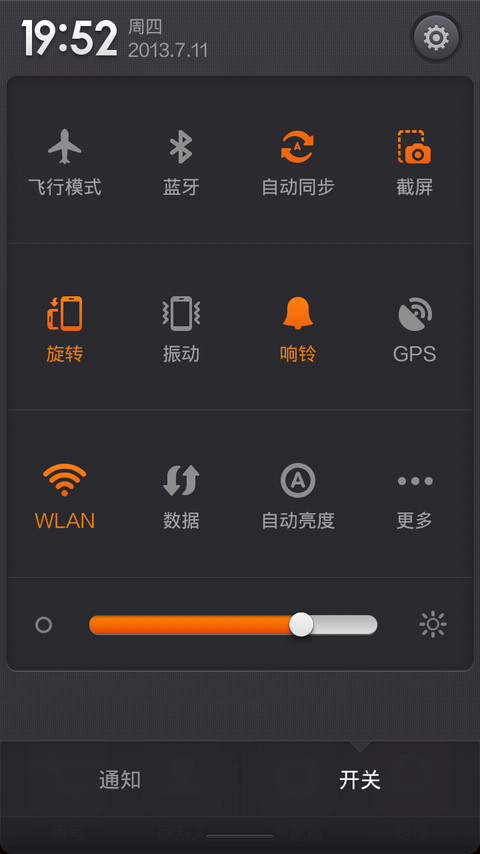 19:52
周四
2013.7.11
飞行模式
蓝牙
自动同步
截屏
旋转
振动
响铃
GPS
WLAN
数据
自动亮度
更多
通知
开关